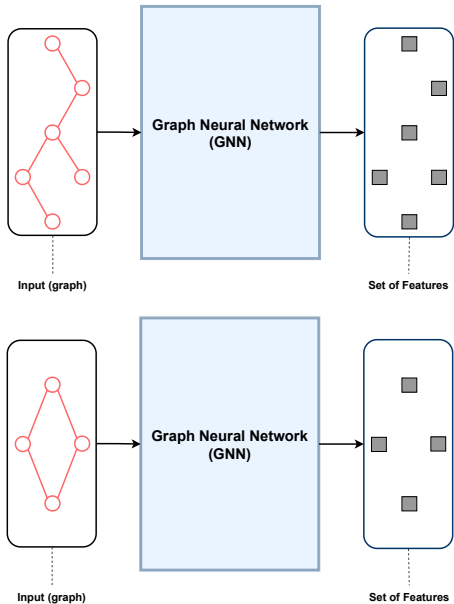 Graph Neural Network
(GNN)
Input (graph)
Set of Features
Graph Neural Network
(GNN)
Input (graph)
Set of Features